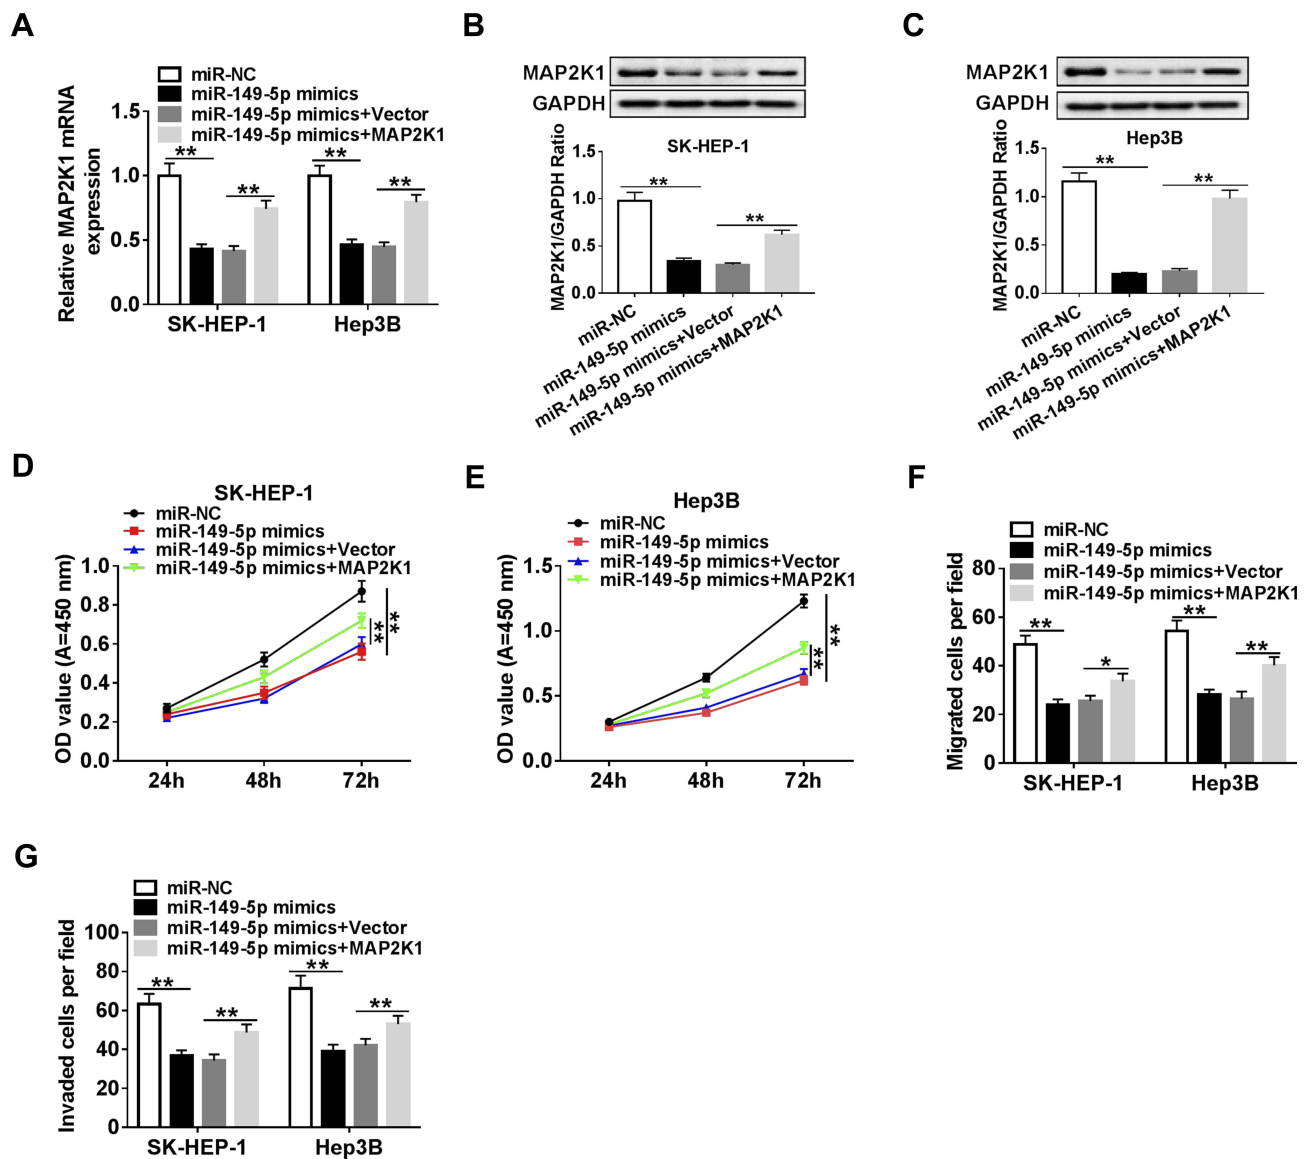 A
miR-NC
miR-149-5p mimics
miR-149-5p mimics+Vector
miR-149-5p mimics+MAP2K1
Relative MAP2K1 mRNA
expression
1.5
1.0
0.5
0.0
** ** ** **
SK-HEP-1 Hep3B
B
MAP2K1
GAPDH
SK-HEP-1
MAP2K1/GAPDH Ratio
1.5
1.0
0.5
0.0
** **
miR-NC
miR-149-5p mimics
miR-149-5p mimics+Vector
miR-149-5p mimics+MAP2K1
C
MAP2K1
GAPDH
Hep3B
MAP2K1/GAPDH Ratio
1.5
1.0
0.5
0.0
** **
miR-NC
miR-149-5p mimics
miR-149-5p mimics+Vector
miR-149-5p mimics+MAP2K1
D
SK-HEP-1
miR-NC
miR-149-5p mimics
miR-149-5p mimics+Vector
miR-149-5p mimics+MAP2K1
OD value (A=450 nm)
1.0
0.8
0.6
0.4
0.2
0.0
** **
24h 48h 72h
E
Hep3B
miR-NC
miR-149-5p mimics
miR-149-5p mimics+Vector
miR-149-5p mimics+MAP2K1
OD value (A=450 nm)
1.5
1.0
0.5
0.0
** **
24h 48h 72h
F
miR-NC
miR-149-5p mimics
miR-149-5p mimics+Vector
miR-149-5p mimics+MAP2K1
Migrated cells per field
80
60
40
20
0
** * ** **
SK-HEP-1 Hep3B
G
miR-NC
miR-149-5p mimics
miR-149-5p mimics+Vector
miR-149-5p mimics+MAP2K1
Invaded cells per field
100
80
60
40
20
0
** ** ** **
SK-HEP-1 Hep3B